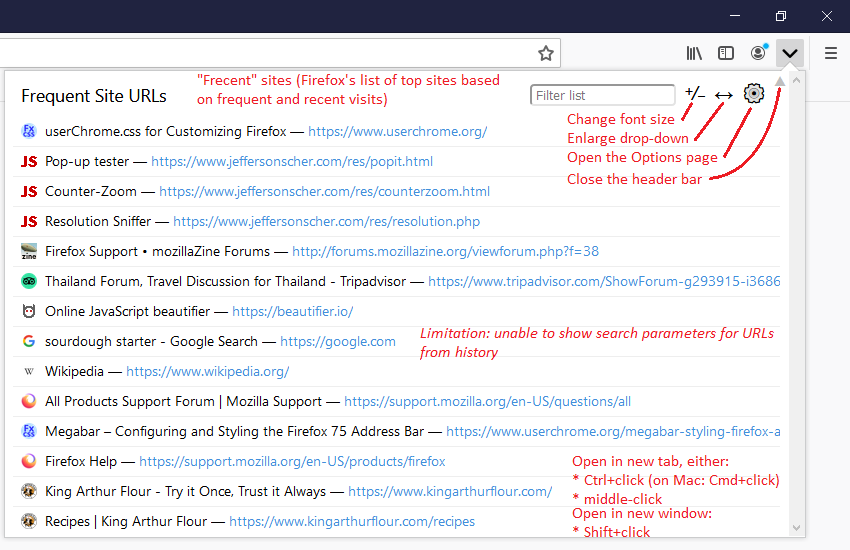 "Frecent" sites (Firefox's list of top sites based
on frequent and recent visits)
Frequent Site URLs
Filter list
+/−
Change font size
Enlarge drop-down
Open the Options page
Close the header bar
userChrome.css for Customizing Firefox — https://www.userchrome.org/
JS Pop-up tester — https://www.jeffersonscher.com/res/popit.html
JS Counter-Zoom — https://www.jeffersonscher.com/res/counterzoom.html
JS Resolution Sniffer — https://www.jeffersonscher.com/res/resolution.php
zine Firefox Support • mozillaZine Forums — http://forums.mozillazine.org/viewforum.php?f=38
Thailand Forum, Travel Discussion for Thailand - Tripadvisor — https://www.tripadvisor.com/ShowForum-g293915-i3686
Online JavaScript beautifier — https://beautifier.io/
G sourdough starter - Google Search — https://google.com
Limitation: unable to show search parameters for URLs
from history
W Wikipedia — https://www.wikipedia.org/
All Products Support Forum | Mozilla Support — https://support.mozilla.org/en-US/questions/all
Megabar – Configuring and Styling the Firefox 75 Address Bar — https://www.userchrome.org/megabar-styling-firefox-a
Firefox Help — https://support.mozilla.org/en-US/products/firefox
King Arthur Flour - Try it Once, Trust it Always — https://www.kingarthurflour.com/
Recipes | King Arthur Flour — https://www.kingarthurflour.com/recipes
Open in new tab, either:
* Ctrl+click (on Mac: Cmd+click)
* middle-click
Open in new window:
* Shift+click